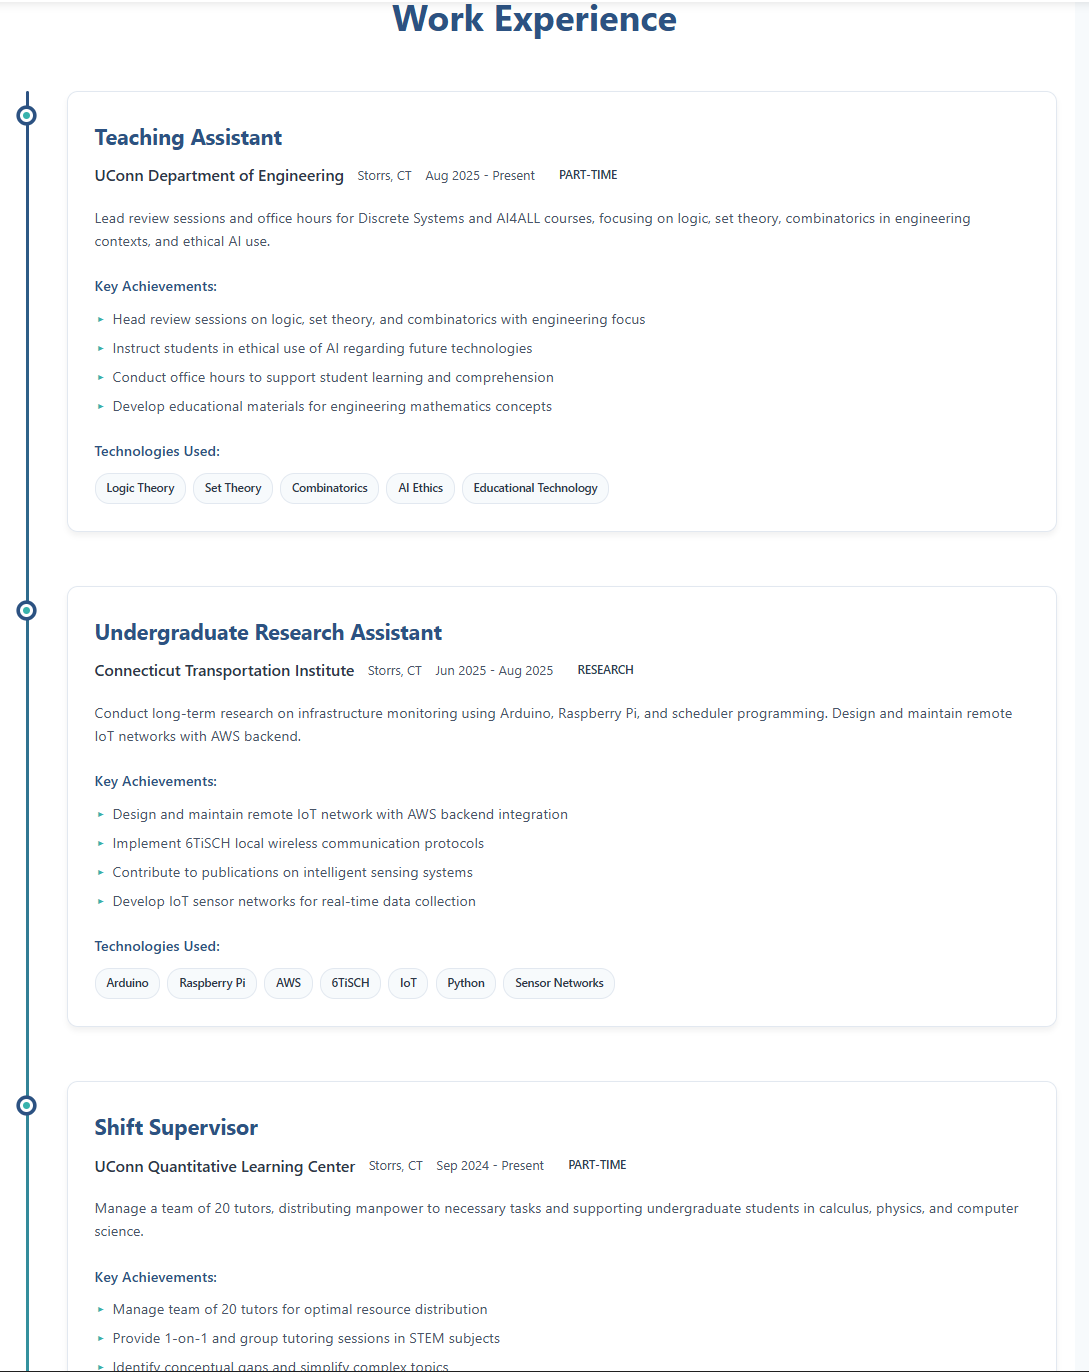 Work Experience
Teaching Assistant
UConn Department of Engineering Storrs, CT Aug 2025 - Present PART-TIME
Lead review sessions and office hours for Discrete Systems and AI4ALL courses, focusing on logic, set theory, combinatorics in engineering
contexts, and ethical AI use.
Key Achievements:
Head review sessions on logic, set theory, and combinatorics with engineering focus
Instruct students in ethical use of AI regarding future technologies
Conduct office hours to support student learning and comprehension
Develop educational materials for engineering mathematics concepts
Technologies Used:
Logic Theory Set Theory Combinatorics AI Ethics Educational Technology
Undergraduate Research Assistant
Connecticut Transportation Institute Storrs, CT Jun 2025 - Aug 2025 RESEARCH
Conduct long-term research on infrastructure monitoring using Arduino, Raspberry Pi, and scheduler programming. Design and maintain remote
IoT networks with AWS backend.
Key Achievements:
Design and maintain remote IoT network with AWS backend integration
Implement 6TiSCH local wireless communication protocols
Contribute to publications on intelligent sensing systems
Develop IoT sensor networks for real-time data collection
Technologies Used:
Arduino Raspberry Pi AWS 6TiSCH IoT Python Sensor Networks
Shift Supervisor
UConn Quantitative Learning Center Storrs, CT Sep 2024 - Present PART-TIME
Manage a team of 20 tutors, distributing manpower to necessary tasks and supporting undergraduate students in calculus, physics, and computer
science.
Key Achievements:
Manage team of 20 tutors for optimal resource distribution
Provide 1-on-1 and group tutoring sessions in STEM subjects
Identify conceptual gaps and simplify complex topics